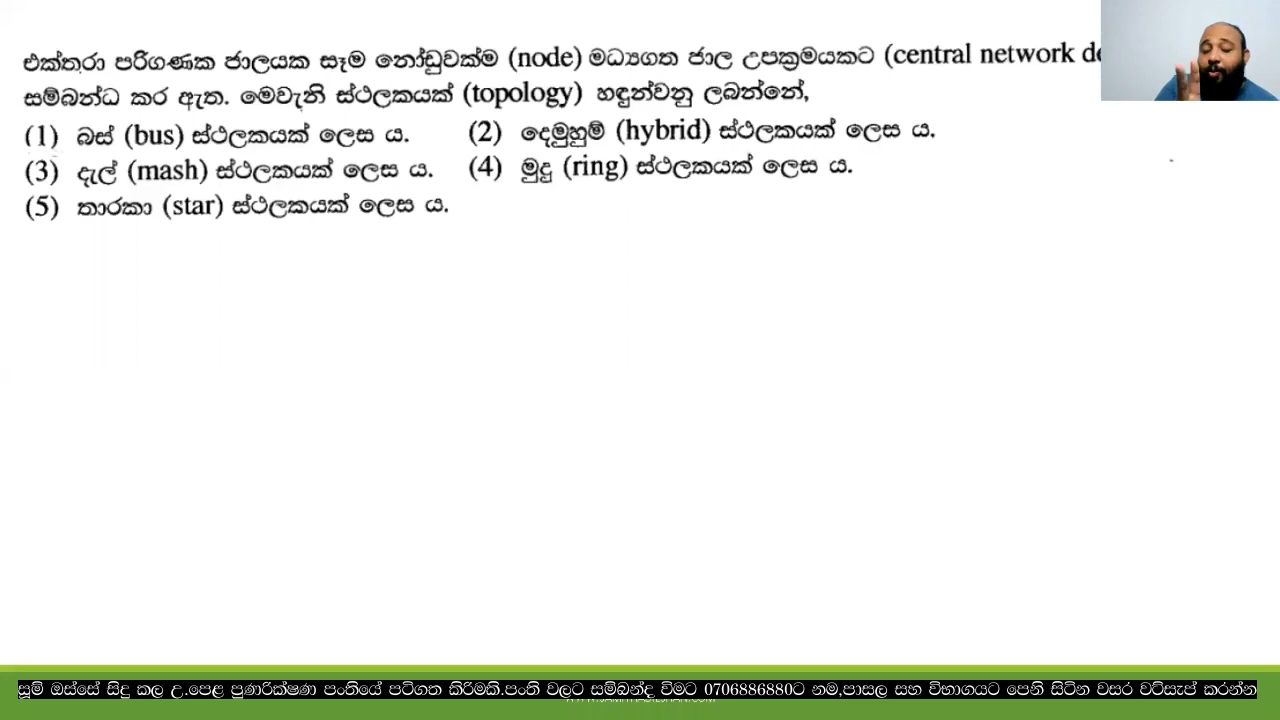 එක්තරා පරිගණක ජාලයක සෑම නෝඩුවක්ම (node) මධ්‍යගත ජාල උපක්‍රමයකට (central network de
සම්බන්ධ කර ඇත. මෙවැනි ස්ථලකයක් (topology) හඳුන්වනු ලබන්නේ,
(1) බස් (bus) ස්ථලකයක් ලෙස ය. (2) දෙමුහුම් (hybrid) ස්ථලකයක් ලෙස ය.
(3) දැල් (mash) ස්ථලකයක් ලෙස ය. (4) මුදු (ring) ස්ථලකයක් ලෙස ය.
(5) තාරකා (star) ස්ථලකයක් ලෙස ය.
සූම් ඔස්සේ සිදු කල උ.පෙළ පුණරීක්ෂණ පංතියේ පටිගත කිරීමකි.පංති වලට සම්බන්ද වීමට 0706886880ට නම,පාසල සහ විභාගයට පෙනී සිටින වසර වට්සැප් කරන්න